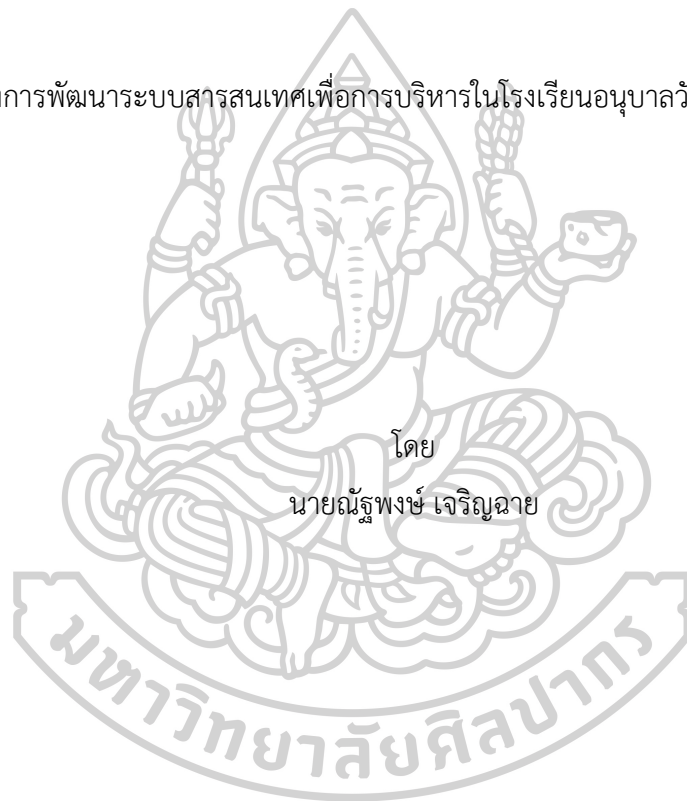 การพัฒนาระบบสารสนเทศเพื่อการบริหารในโรงเรียนอนุบาลวั
โดย
นายณัฐพงษ์ เจริญฉาย
มหาวิทยาลัยศิลปากร